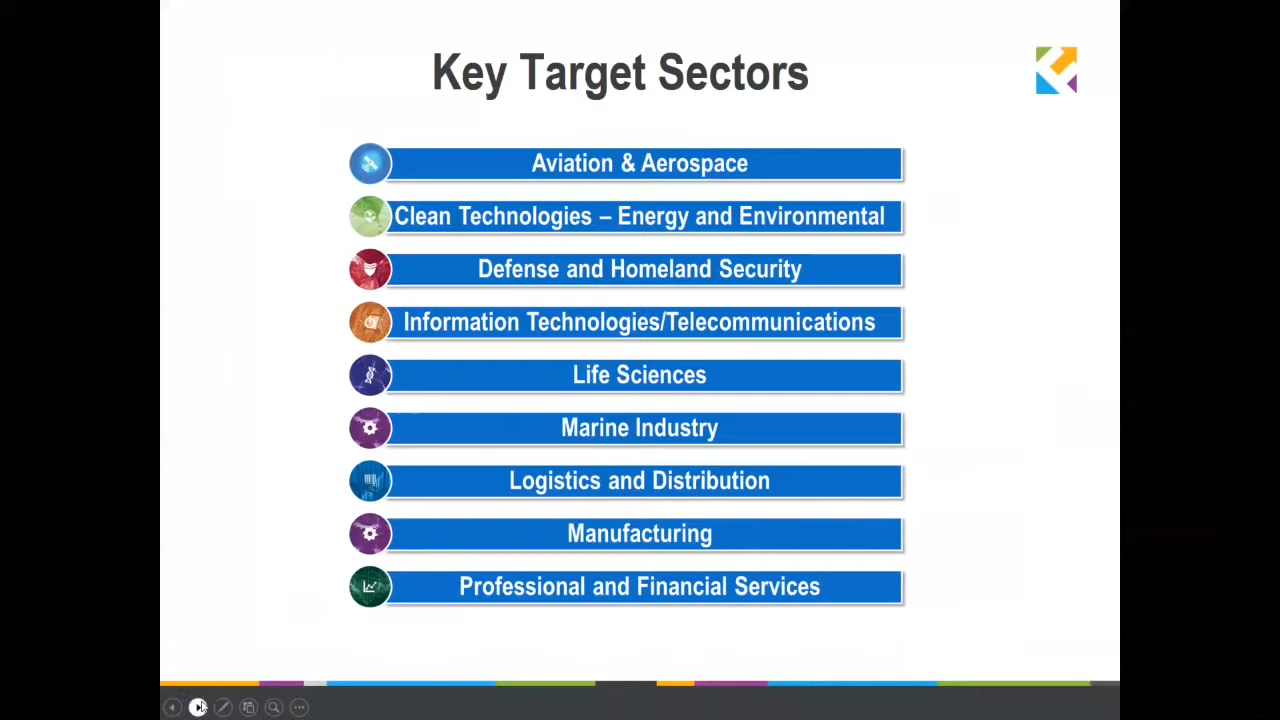 Key Target Sectors
Aviation & Aerospace
Clean Technologies – Energy and Environmental
Defense and Homeland Security
Information Technologies/Telecommunications
Life Sciences
Marine Industry
Logistics and Distribution
Manufacturing
Professional and Financial Services